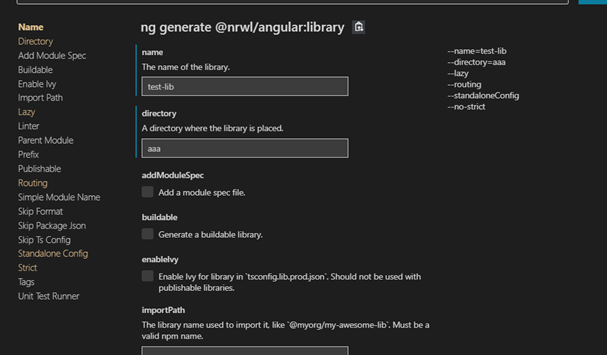 Name
Directory
Add Module Spec
Buildable
Enable Ivy
Import Path
Lazy
Linter
Parent Module
Prefix
Publishable
Routing
Simple Module Name
Skip Format
Skip Package Json
Skip Ts Config
Standalone Config
Strict
Tags
Unit Test Runner
ng generate @nrwl/angular:library
name
The name of the library.
test-lib
directory
A directory where the library is placed.
aaa
addModuleSpec
Add a module spec file.
buildable
Generate a buildable library.
enableIvy
Enable Ivy for library in `tsconfig.lib.prod.json`. Should not be used with
publishable libraries.
importPath
The library name used to import it, like `@myorg/my-awesome-lib`. Must be a
valid npm name.
--name=test-lib
--directory=aaa
--lazy
--routing
--standaloneConfig
--no-strict